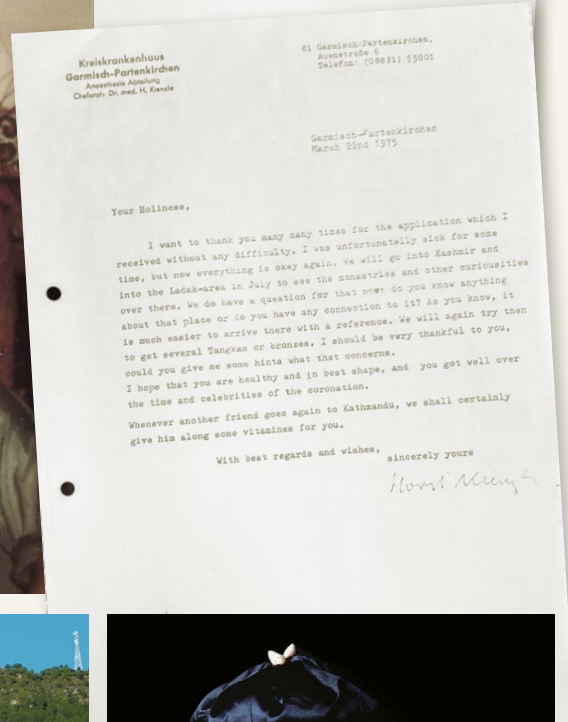 Kreiskrankenhaus
Garmisch-Partenkirchen
Anaesthesie Abteilung
Chefarzt: Dr. med. H. Kienzle
81 Garmisch-Partenkirchen,
Auenstraße 6
Telefon: (08821) 55001
Garmisch-Partenkirchen
March 22nd 1975
Your Holiness,
I want to thank you many many times for the application which I
received without any difficulty. I was unfortunatelly sick for some
time, but now everything is okey again. We will go into Kashmir and
into the Ladak-area in July to see the monastries and other curiousities
over there. We do have a question for that now: do you know anything
about that place or do you have any connection to it? As you know, it
is much easier to arrive there with a reference. We will again try then
to get several Tangkas or bronzes. I should be very thankful to you,
could you give me some hints what that concerns.
I hope that you are healthy and in best shape, and you got well over
the time and celebrities of the coronation.
Whenever another friend goes again to Kathmandu, we shall certainly
give him along some vitamines for you.
With best regards and wishes,
sincerely yours